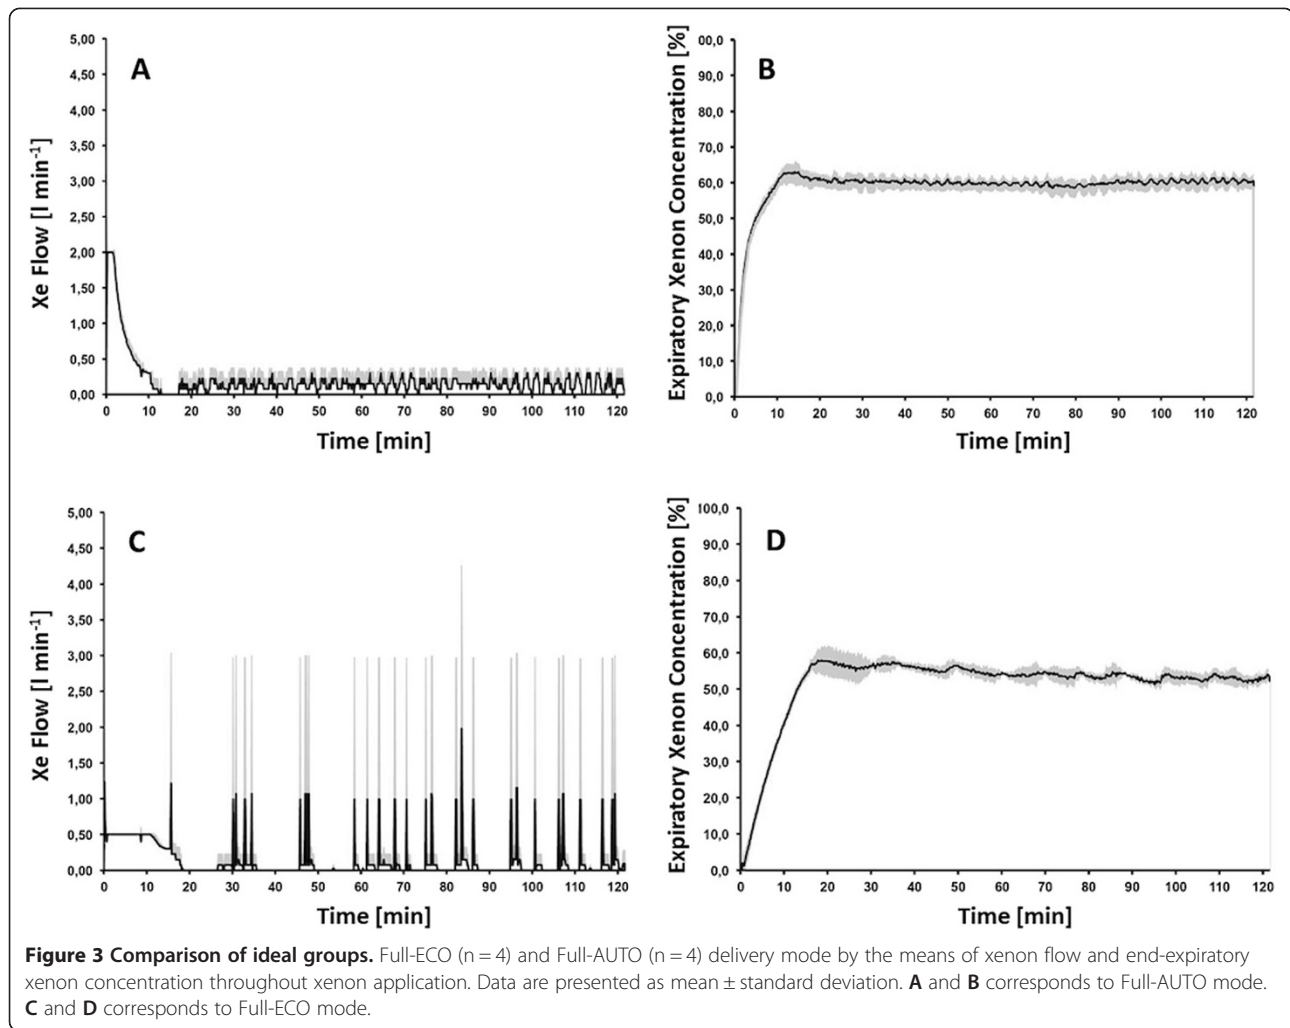 A
Xe Flow [l min-1]
5,00
4,50
4,00
3,50
3,00
2,50
2,00
1,50
1,00
0,50
0,00
0 10 20 30 40 50 60 70 80 90 100 110 120
Time [min]
B
Expiratory Xenon Concentration [%]
00,0
90,0
80,0
70,0
60,0
50,0
40,0
30,0
20,0
10,0
0,0
0 10 20 30 40 50 60 70 80 90 100 110 120
Time [min]
C
Xe Flow [l min-1]
5,00
4,50
4,00
3,50
3,00
2,50
2,00
1,50
1,00
0,50
0,00
0 10 20 30 40 50 60 70 80 90 100 110 120
Time [min]
D
Expiratory Xenon Concentration [%]
100,0
90,0
80,0
70,0
60,0
50,0
40,0
30,0
20,0
10,0
0,0
0 10 20 30 40 50 60 70 80 90 100 110 120
Time [min]
Figure 3 Comparison of ideal groups. Full-ECO (n = 4) and Full-AUTO (n = 4) delivery mode by the means of xenon flow and end-expiratory
xenon concentration throughout xenon application. Data are presented as mean ± standard deviation. A and B corresponds to Full-AUTO mode.
C and D corresponds to Full-ECO mode.